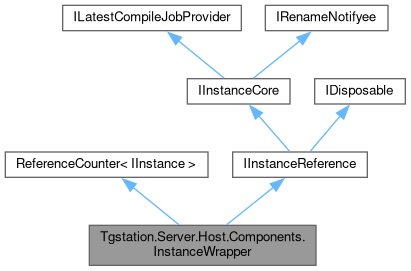 ILatestCompileJobProvider
IRenameNotifyee
IInstanceCore
IDisposable
ReferenceCounter< IInstance >
IInstanceReference
Tgstation.Server.Host.Components.
InstanceWrapper